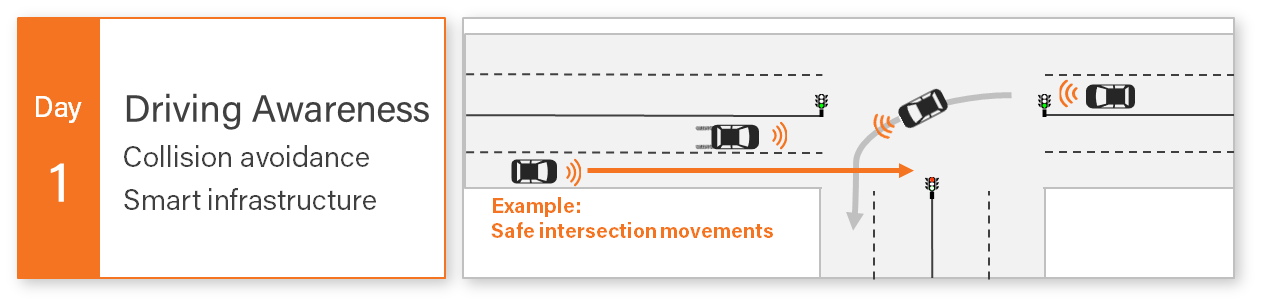 Day
1
Driving Awareness
Collision avoidance
Smart infrastructure
Example:
Safe intersection movements